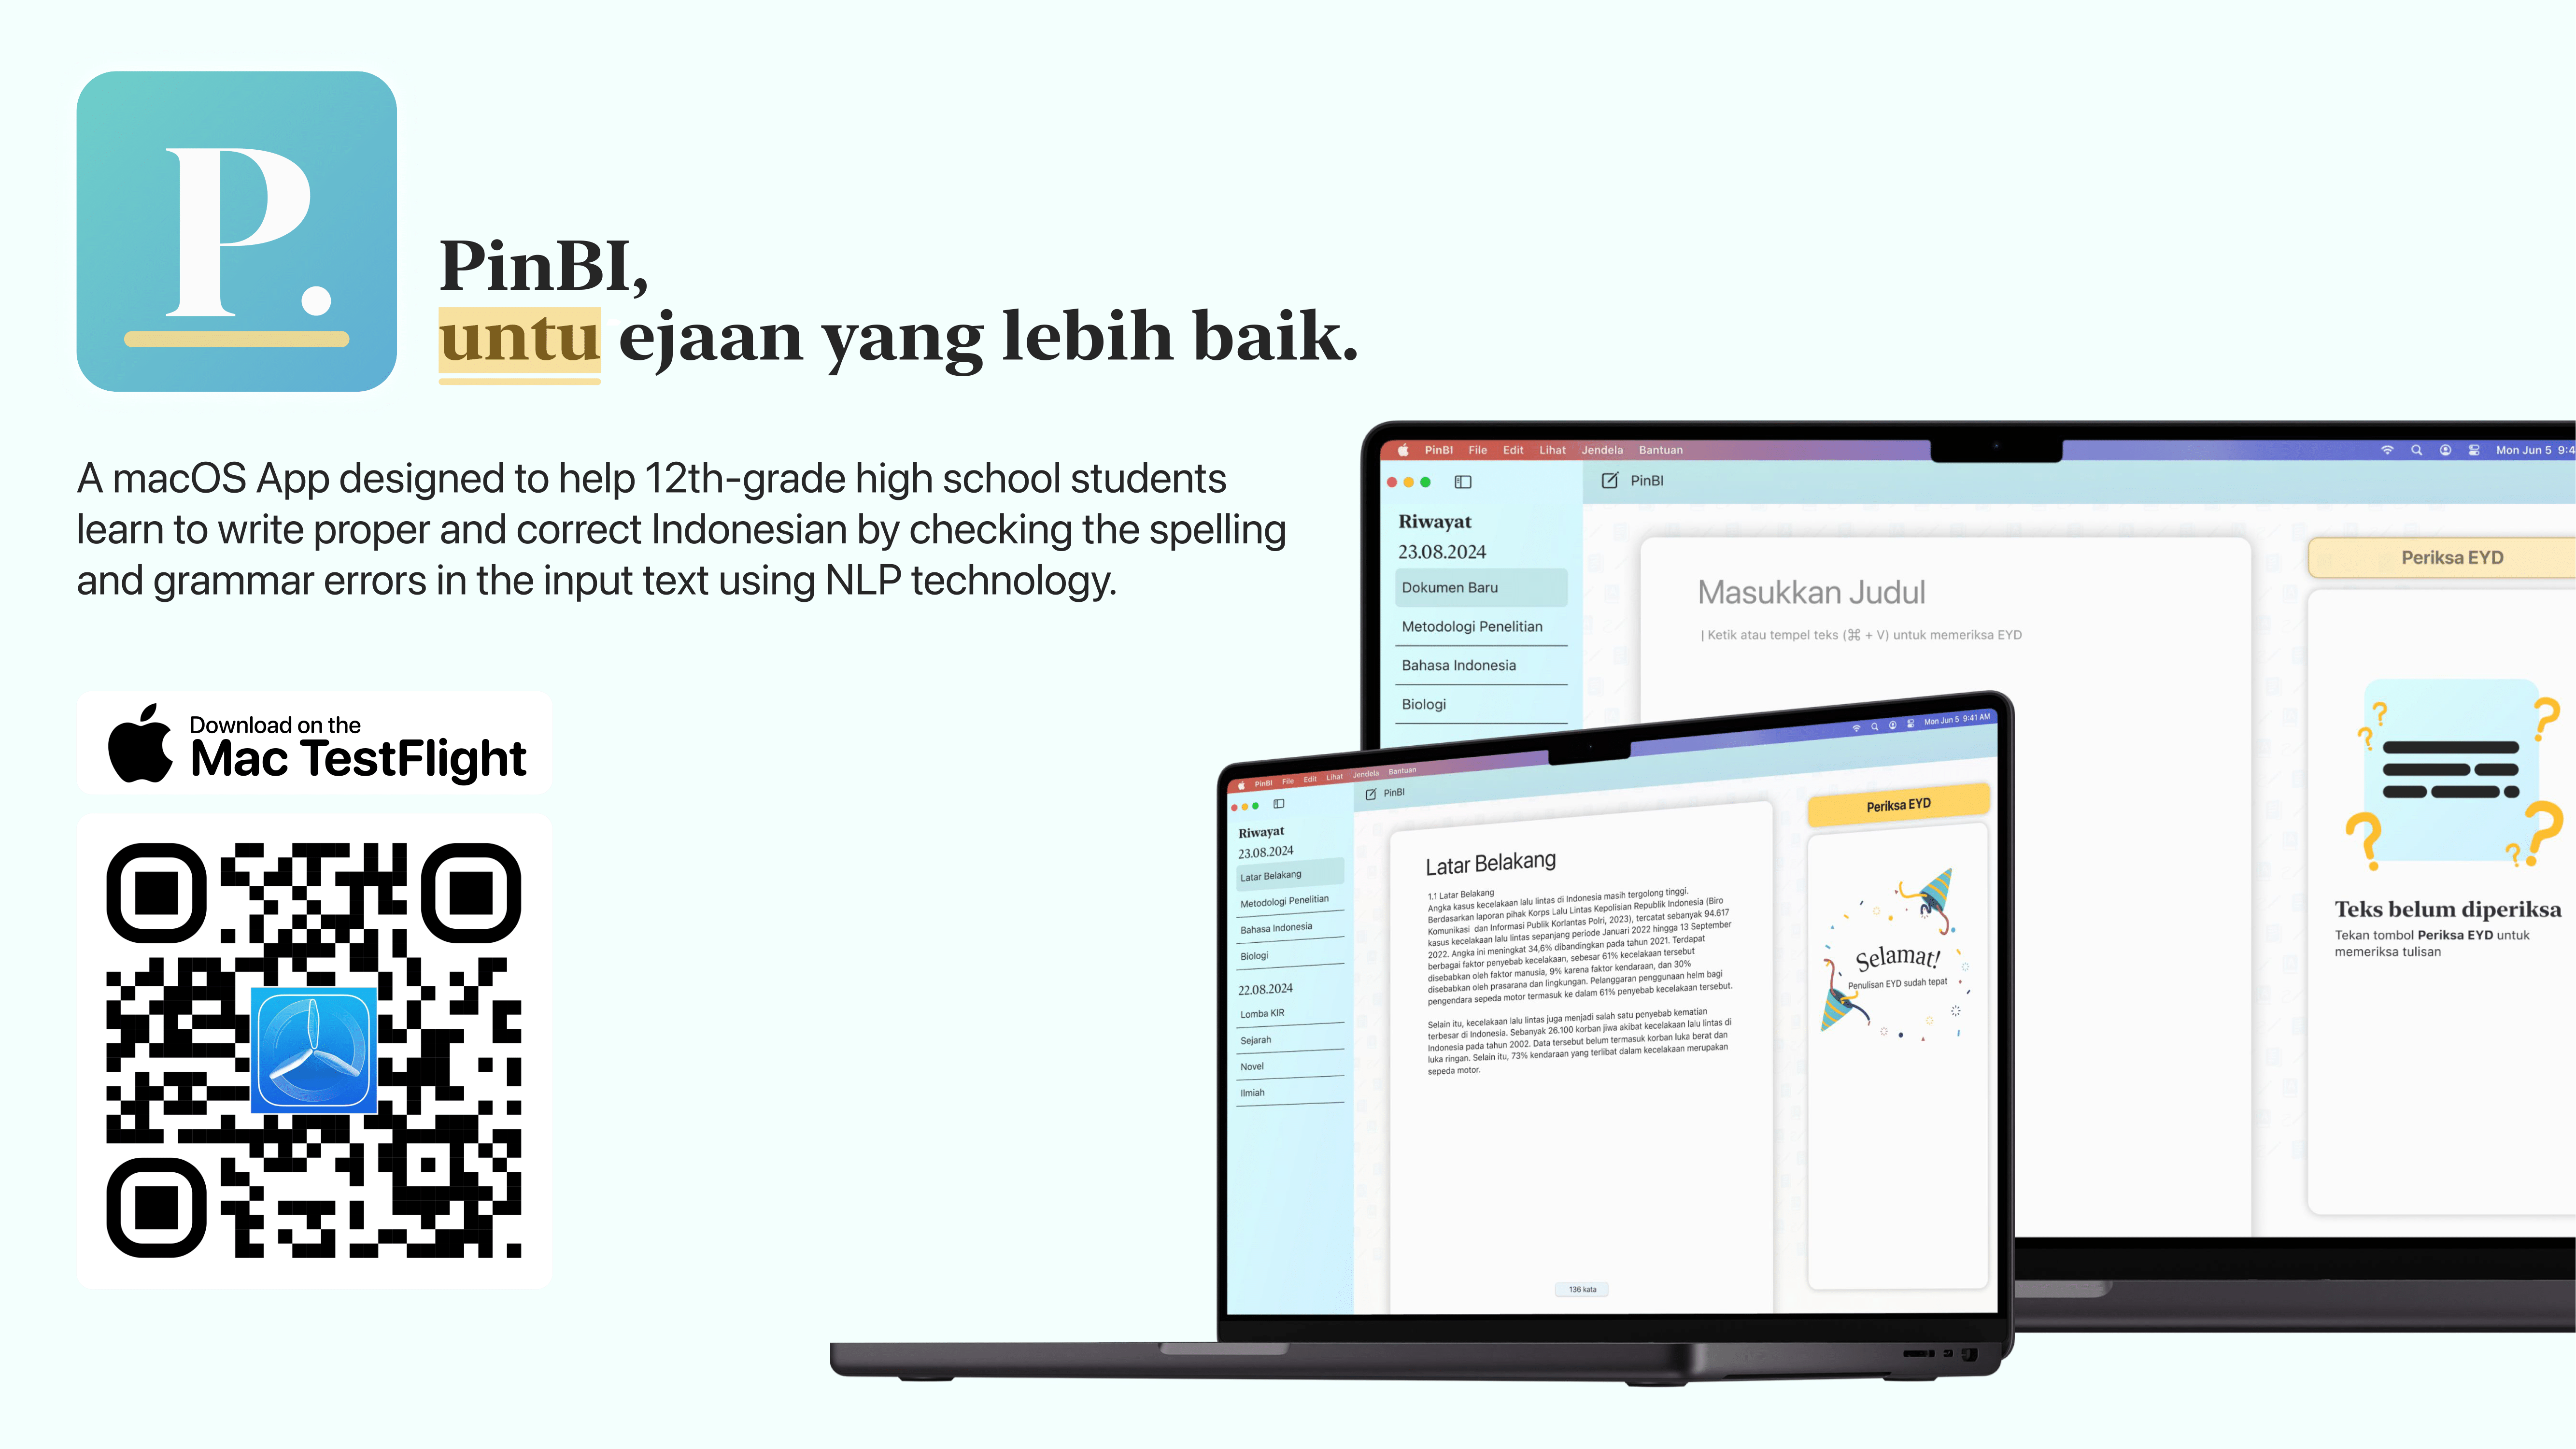 P.
PinBI,
untu ejaan yang lebih baik.
A macOS App designed to help 12th-grade high school students
learn to write proper and correct Indonesian by checking the spelling
and grammar errors in the input text using NLP technology.
Download on the
Mac TestFlight
PinBI File Edit Lihat Jendela Bantuan
Mon Jun 5 9:4
PinBI
Riwayat
23.08.2024
Dokumen Baru
Metodologi Penelitian
Bahasa Indonesia
Biologi
Masukkan Judul
| Ketik atau tempel teks (⌘ + V) untuk memeriksa EYD
Periksa EYD
Teks belum diperiksa
Tekan tombol Periksa EYD untuk
memeriksa tulisan
PinBI File Edit Lihat Jendela Bantuan
Mon Jun 5 9:41 AM
PinBI
Riwayat
23.08.2024
Latar Belakang
Metodologi Penelitian
Bahasa Indonesia
Biologi
22.08.2024
Lomba KIR
Sejarah
Novel
Ilmiah
Latar Belakang
1.1 Latar Belakang
Angka kasus kecelakaan lalu lintas di Indonesia masih tergolong tinggi.
Berdasarkan laporan pihak Korps Lalu Lintas Kepolisian Republik Indonesia (Biro
Komunikasi dan Informasi Publik Korlantas Polri, 2023), tercatat sebanyak 94.617
kasus kecelakaan lalu lintas sepanjang periode Januari 2022 hingga 13 September
2022. Angka ini meningkat 34,6% dibandingkan pada tahun 2021. Terdapat
berbagai faktor penyebab kecelakaan, sebesar 61% kecelakaan tersebut
disebabkan oleh faktor manusia, 9% karena faktor kendaraan, dan 30%
disebabkan oleh prasarana dan lingkungan. Pelanggaran penggunaan helm bagi
pengendara sepeda motor termasuk ke dalam 61% penyebab kecelakaan tersebut.
Selain itu, kecelakaan lalu lintas juga menjadi salah satu penyebab kematian
terbesar di Indonesia. Sebanyak 26.100 korban jiwa akibat kecelakaan lalu lintas di
Indonesia pada tahun 2002. Data tersebut belum termasuk korban luka berat dan
luka ringan. Selain itu, 73% kendaraan yang terlibat dalam kecelakaan merupakan
sepeda motor.
136 kata
Periksa EYD
Selamat!
Penulisan EYD sudah tepat